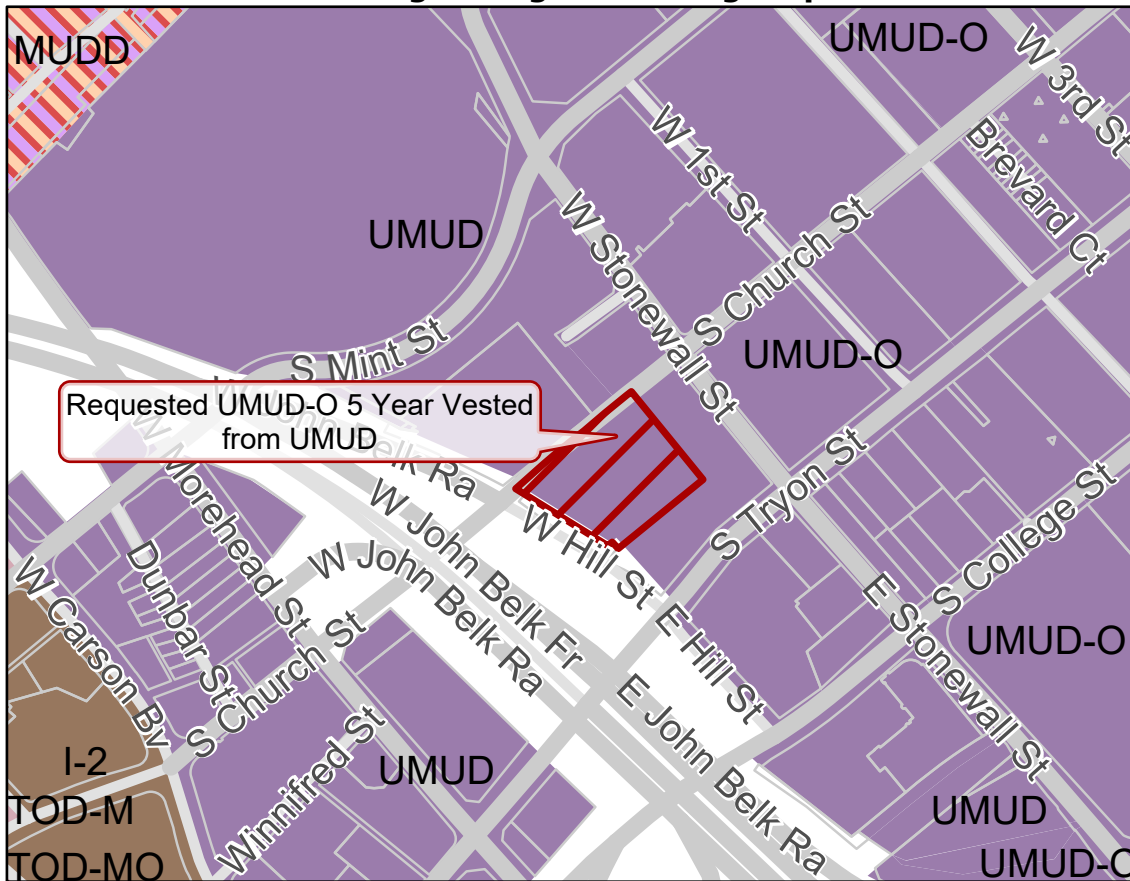 MUDD
UMUD-O
W 3rd St
Brevard Ct
W 1st St
UMUD
W Stonewall St
S Church St
UMUD-O
S Mint St
Requested UMUD-O 5 Year Vested
from UMUD
W John Belk Ra
W Morehead St
W John Belk Fr
W Hill St
S Tryon St
S College St
W John Belk Ra
E Hill St
E Stonewall St
UMUD-O
Dunbar St
W Carson Bv
S Church St
E John Belk Ra
I-2
Winnifred St
UMUD
UMUD
TOD-M
TOD-MO
UMUD-O